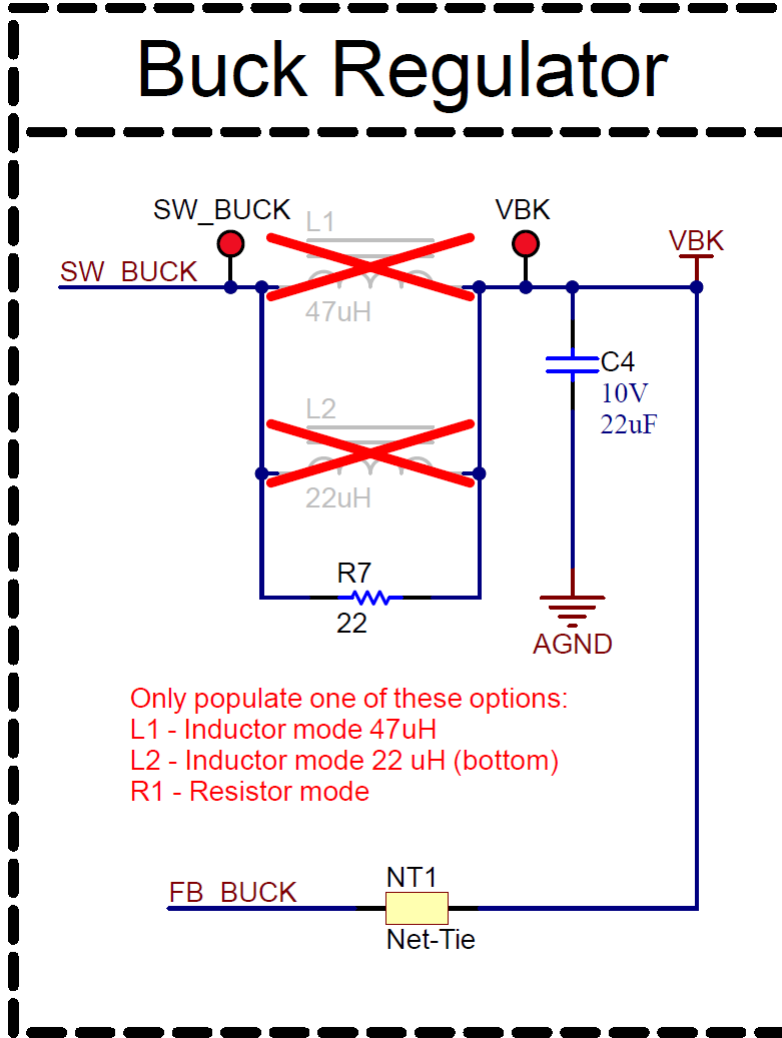 Buck Regulator
SW_BUCK
L1
VBK
VBK
SW_BUCK
47uH
C4
10V
22uF
L2
22uH
R7
22
AGND
Only populate one of these options:
L1 - Inductor mode 47uH
L2 - Inductor mode 22 uH (bottom)
R1 - Resistor mode
NT1
FB_BUCK
Net-Tie